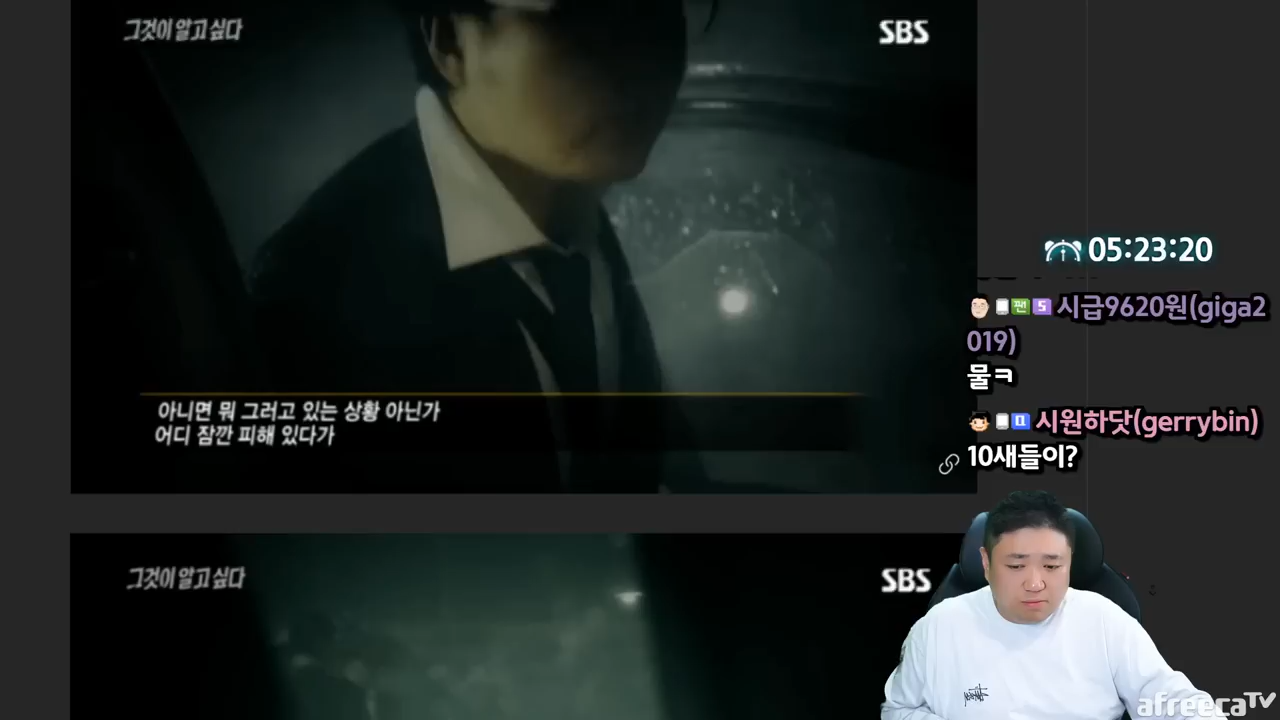 그것이 알고 싶다
SBS
05:23:20
팬 5 시급9620원(giga2
019)
물ㅋ
시원하닷(gerrybin)
10새들이?
아니면 뭐 그러고 있는 상황 아닌가
어디 잠깐 피해 있다가
그것이 알고 싶다
SBS
afreecaTV